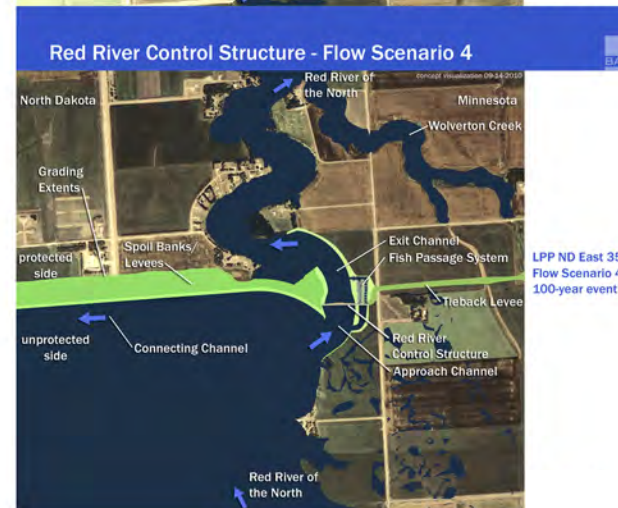 Red River Control Structure - Flow Scenario 4
BA
concept visualization 09-14-2010
Red River of
the North
North Dakota
Minnesota
Wolverton Creek
Grading
Extents
Spoil Banks/
Levees
Exit Channel
Fish Passage System
protected
side
LPP ND East 35
Flow Scenario 4
100-year event
Tieback Levee
unprotected
side
Connecting Channel
Red River
Control Structure
Approach Channel
Red River of
the North